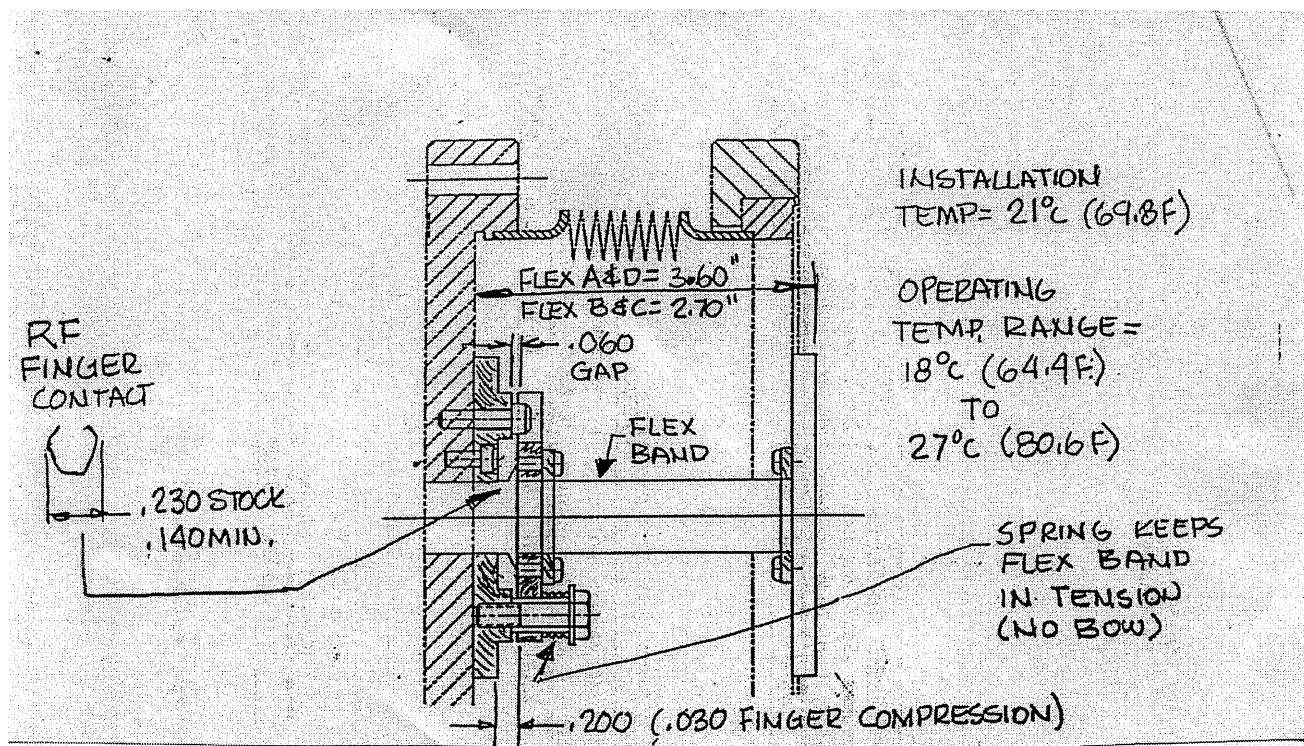 INSTALLATION
TEMP= 21°C (69.8F)
FLEX A&D= 3.60"
FLEX B&C= 2.70"
OPERATING
TEMP, RANGE=
18°C (64.4F)
TO
27°C (80.6F)
RF
FINGER
CONTACT
.060
GAP
FLEX
BAND
.230 STOCK
.140 MIN.
SPRING KEEPS
FLEX BAND
IN TENSION
(NO BOW)
.200 (.030 FINGER COMPRESSION)